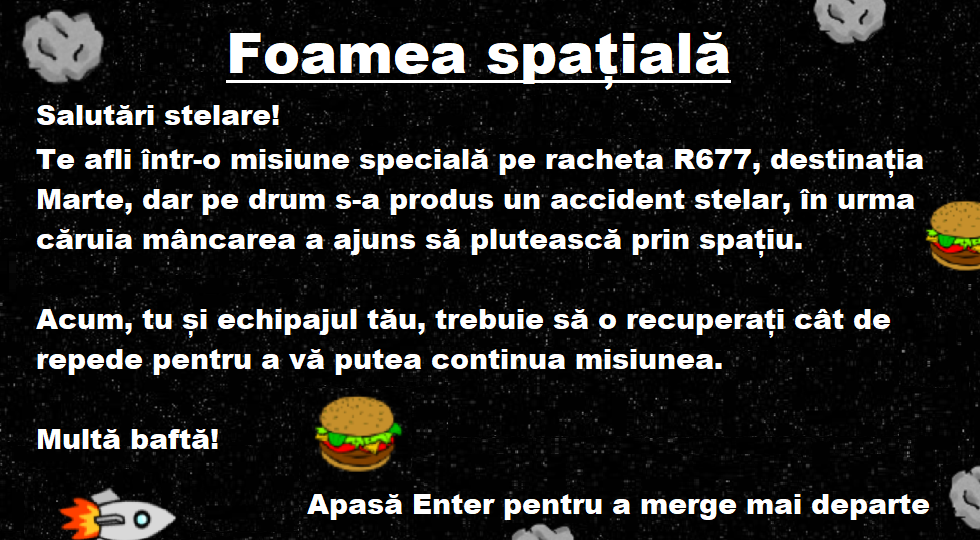 Foamea spațială
Salutări stelare!
Te afli într-o misiune specială pe racheta R677, destinația
Marte, dar pe drum s-a produs un accident stelar, în urma
căruia mâncarea a ajuns să plutească prin spațiu.
Acum, tu și echipajul tău, trebuie să o recuperați cât de
repede pentru a vă putea continua misiunea.
Multă baftă!
Apasă Enter pentru a merge mai departe